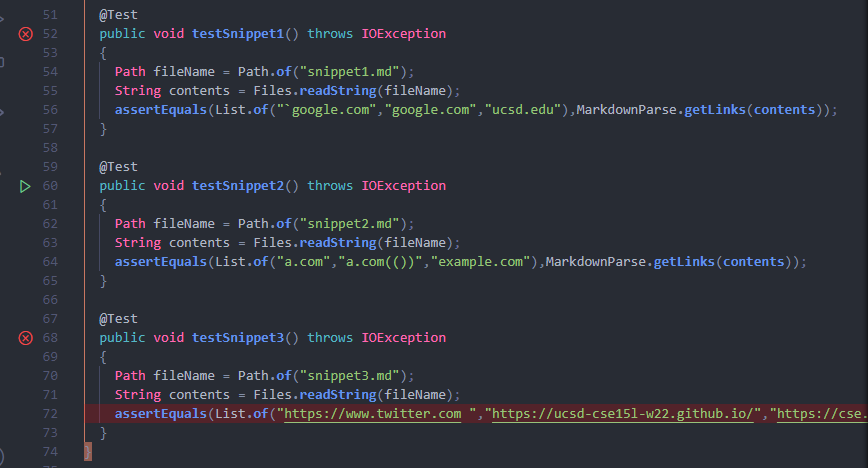 51 @Test
52 public void testSnippet1() throws IOException
53 {
54 Path fileName = Path.of("snippet1.md");
55 String contents = Files.readString(fileName);
56 assertEquals(List.of("`google.com","google.com","ucsd.edu"),MarkdownParse.getLinks(contents));
57 }
58
59 @Test
60 public void testSnippet2() throws IOException
61 {
62 Path fileName = Path.of("snippet2.md");
63 String contents = Files.readString(fileName);
64 assertEquals(List.of("a.com","a.com(())","example.com"),MarkdownParse.getLinks(contents));
65 }
66
67 @Test
68 public void testSnippet3() throws IOException
69 {
70 Path fileName = Path.of("snippet3.md");
71 String contents = Files.readString(fileName);
72 assertEquals(List.of("https://www.twitter.com ","https://ucsd-cse15l-w22.github.io/","https://cse.
73 }
74 }